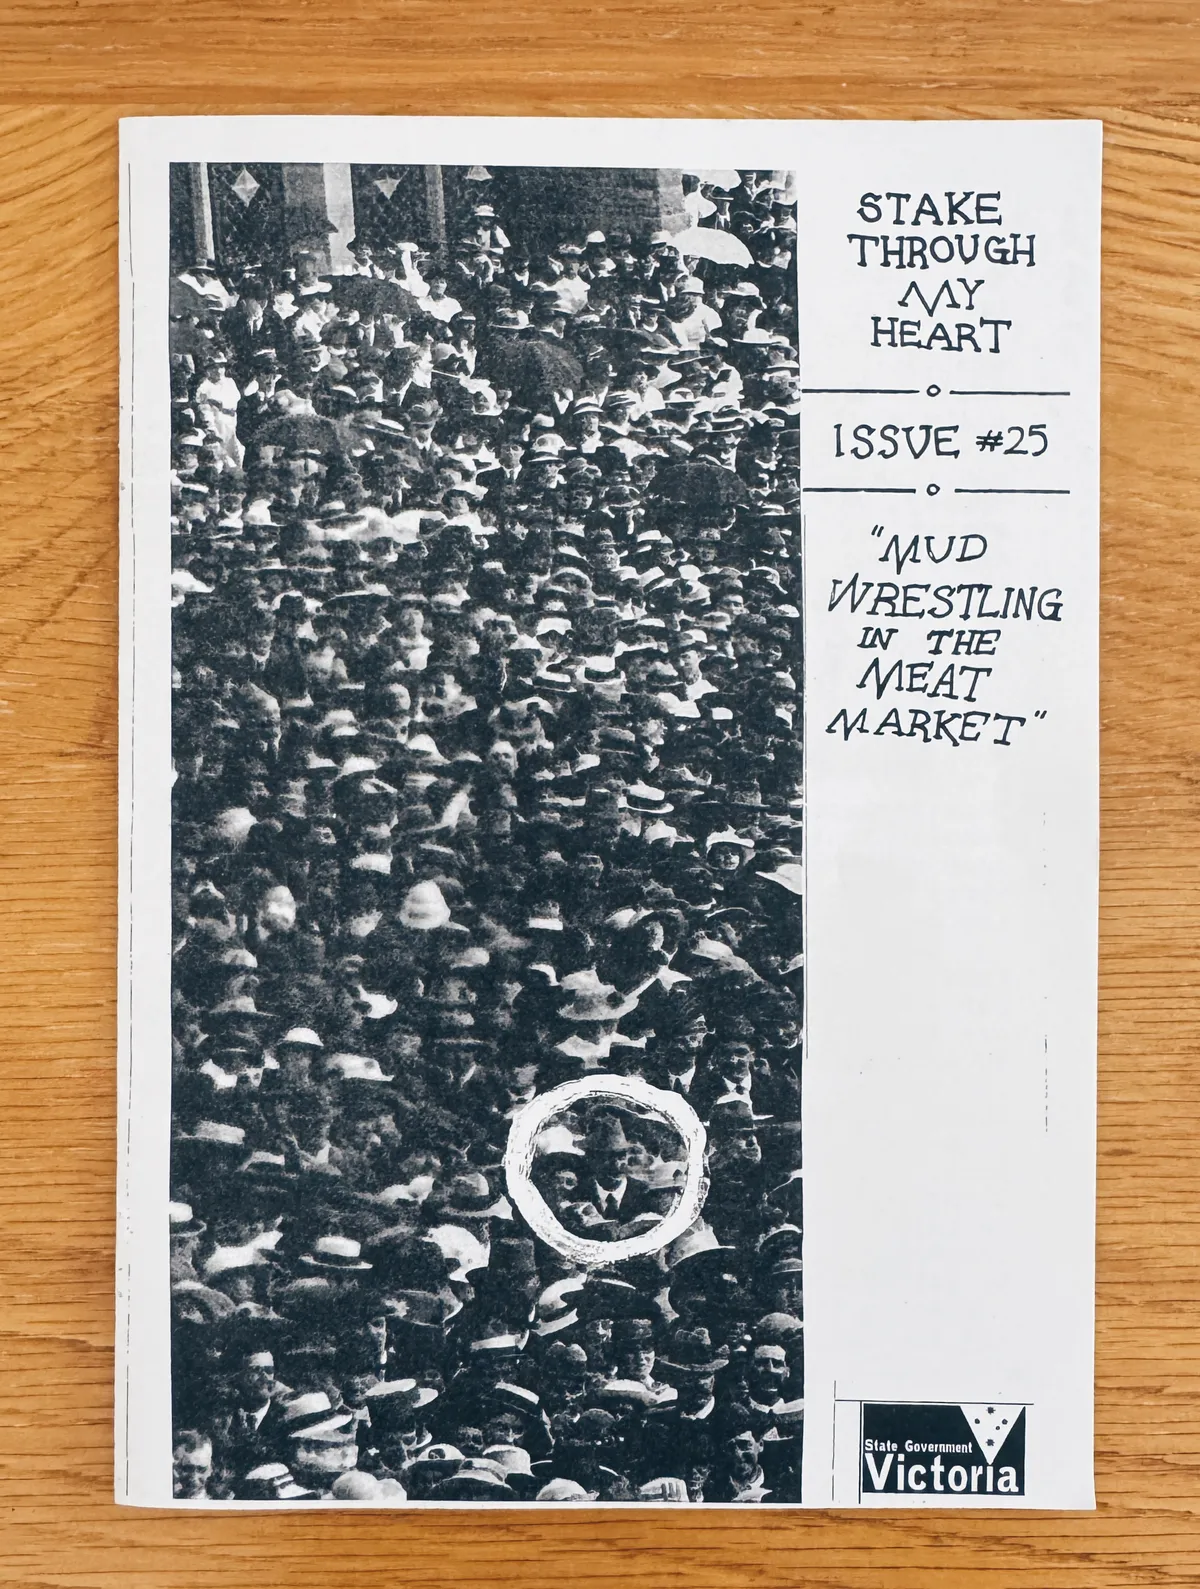 STAKE
THROUGH
MY
HEART
ISSUE #25
"MUD
WRESTLING
IN THE
MEAT
MARKET"
State Government
Victoria